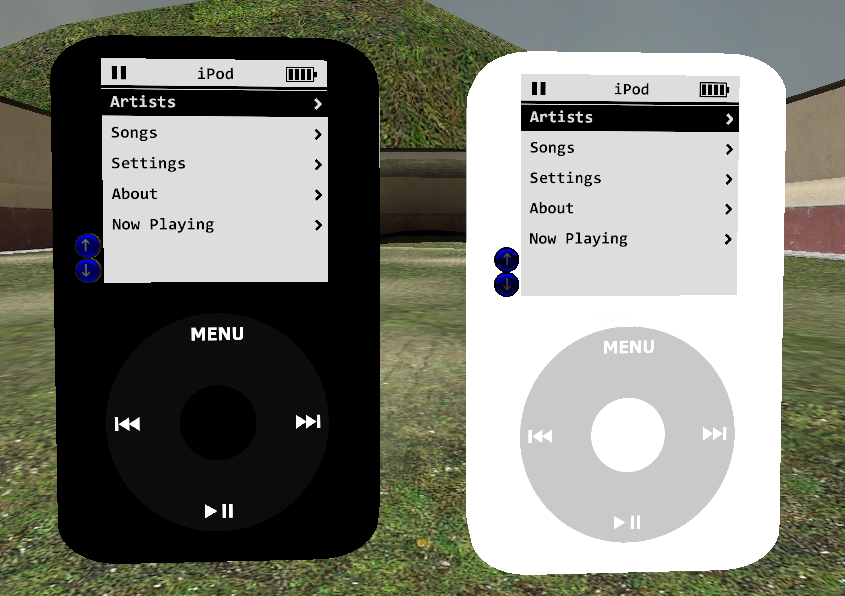 iPod
Artists
Songs
Settings
About
Now Playing
MENU
iPod
Artists
Songs
Settings
About
Now Playing
MENU